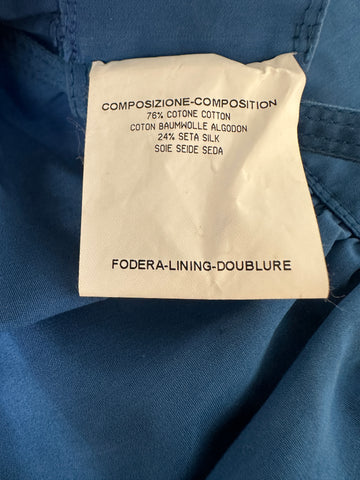 COMPOSIZIONE-COMPOSITION
76% COTONE COTTON
COTON BAUMWOLLE ALGODON
24% SETA SILK
SOIE SEIDE SEDA
FODERA-LINING-DOUBLURE